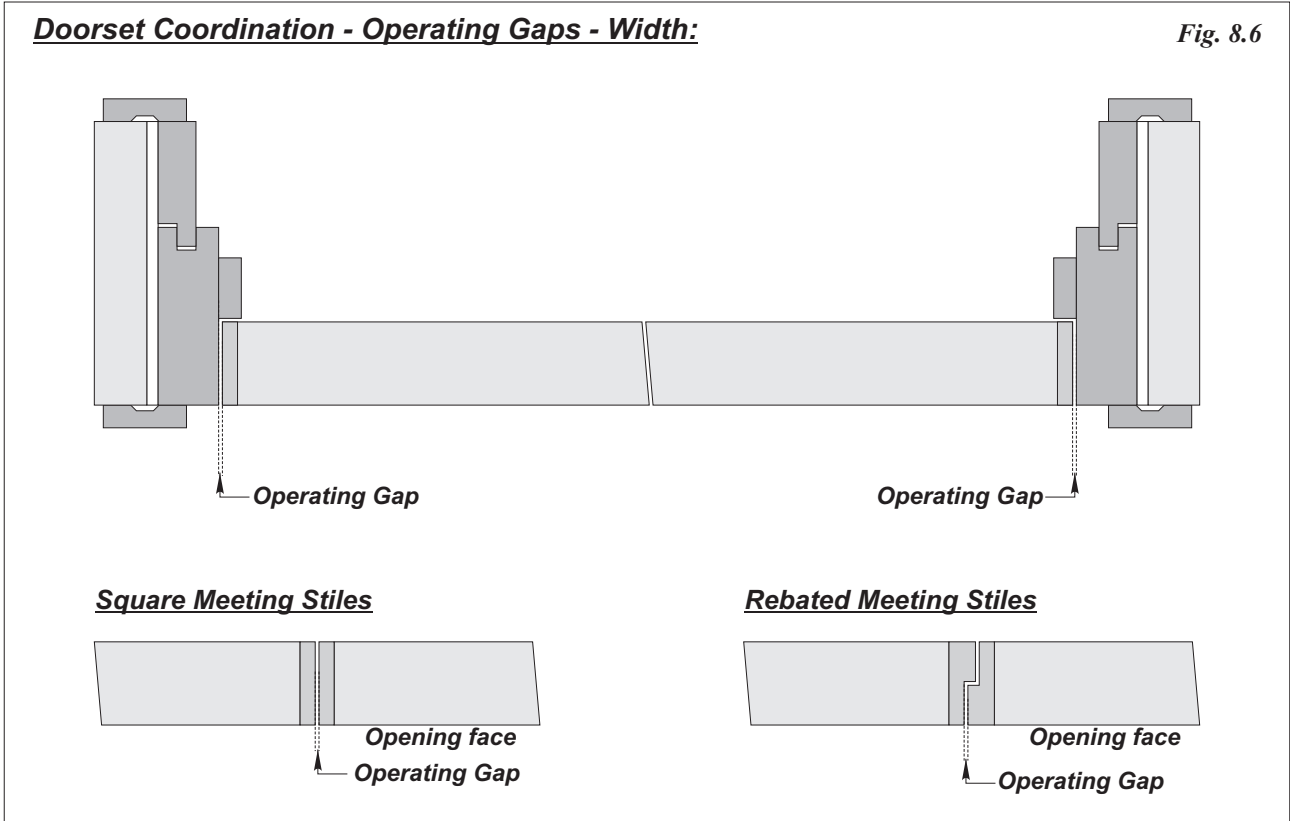 Doorset Coordination - Operating Gaps - Width:
Fig. 8.6
Operating Gap
Operating Gap
Square Meeting Stiles
Rebated Meeting Stiles
Opening face
Opening face
Operating Gap
Operating Gap